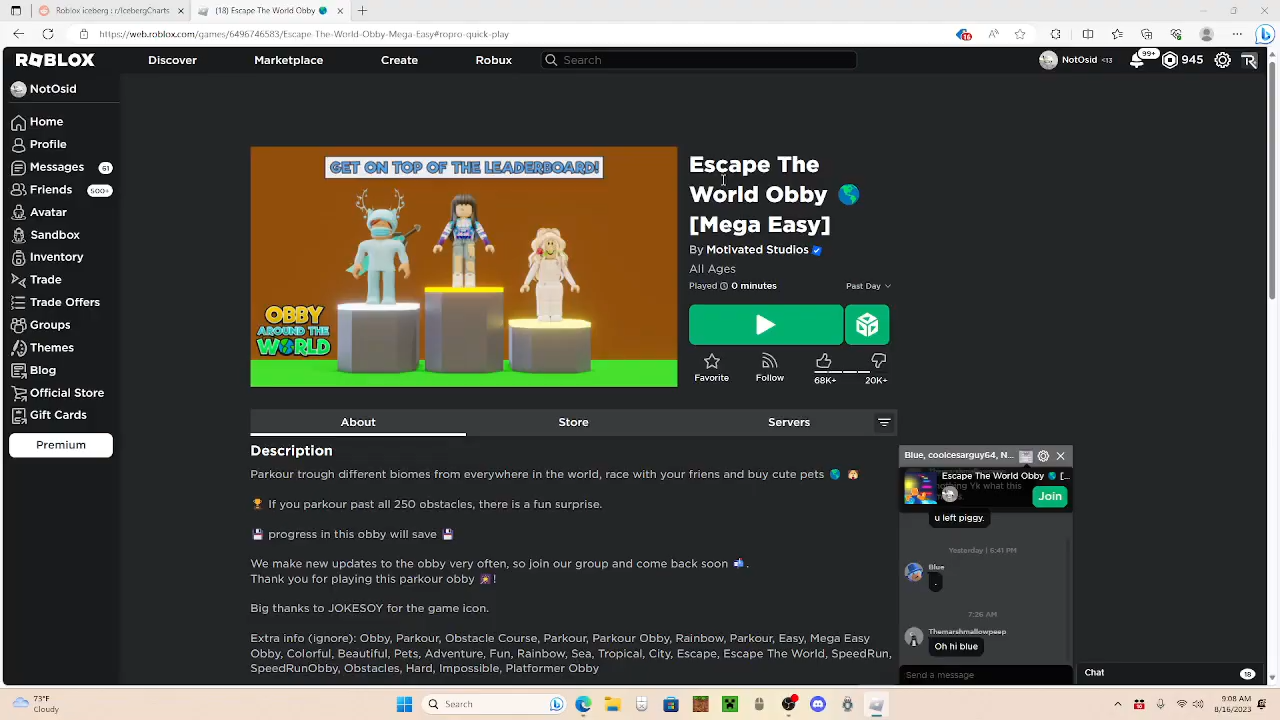 Roblox iceberg : r/IcebergCharts
(18) Escape The World Obby
https://web.roblox.com/games/6496746583/Escape-The-World-Obby-Mega-Easy#ropro-quick-play
16
ROBLOX
Discover
Marketplace
Create
Robux
Search
NotOsid <13
99+
945
NotOsid
Home
Profile
Messages 61
Friends 500+
Avatar
Sandbox
Inventory
Trade
Trade Offers
Groups
Themes
Blog
Official Store
Gift Cards
Premium
GET ON TOP OF THE LEADERBOARD!
OBBY
AROUND THE
WORLD
Escape The
World Obby
[Mega Easy]
By Motivated Studios
All Ages
Played 0 minutes
Past Day
Favorite
Follow
68K+
20K+
About
Store
Servers
Description
Parkour trough different biomes from everywhere in the world, race with your friens and buy cute pets
If you parkour past all 250 obstacles, there is a fun surprise.
progress in this obby will save
We make new updates to the obby very often, so join our group and come back soon .
Thank you for playing this parkour obby !
Big thanks to JOKESOY for the game icon.
Extra info (ignore): Obby, Parkour, Obstacle Course, Parkour, Parkour, Race Obby, Rainbow, Parkour, Easy, Mega Easy
Obby, Colorful, Beautiful, Pets, Adventure, Fun, Rainbow, Sea, Tropical, City, Escape, Escape The World, SpeedRun,
SpeedRunObby, Obstacles, Hard, Impossible, Platformer Obby
Blue, coolcesarguy64, N...
Escape The World Obby [...
nothing Yk what this
Join
u left piggy.
Yesterday | 6:41 PM
Blue
.
7:26 AM
Themarshmallowpeep
Oh hi blue
Send a message
Chat
18
73°F
Cloudy
Search
9:08 AM
8/14/2023